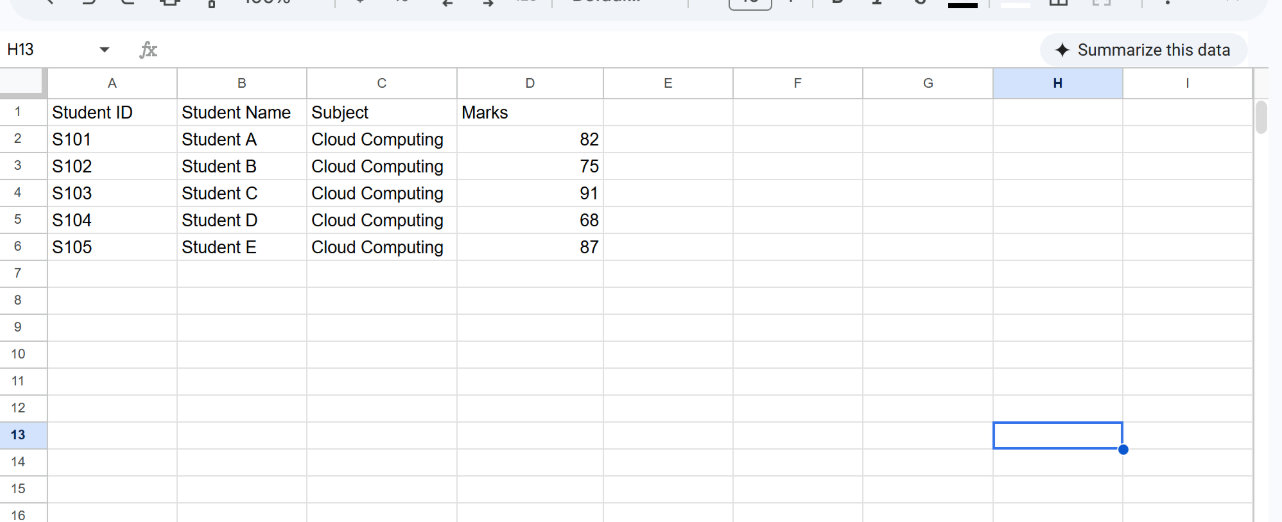 H13 fx Summarize this data
A B C D E F G H I
1 Student ID Student Name Subject Marks
2 S101 Student A Cloud Computing 82
3 S102 Student B Cloud Computing 75
4 S103 Student C Cloud Computing 91
5 S104 Student D Cloud Computing 68
6 S105 Student E Cloud Computing 87
7
8
9
10
11
12
13
14
15
16